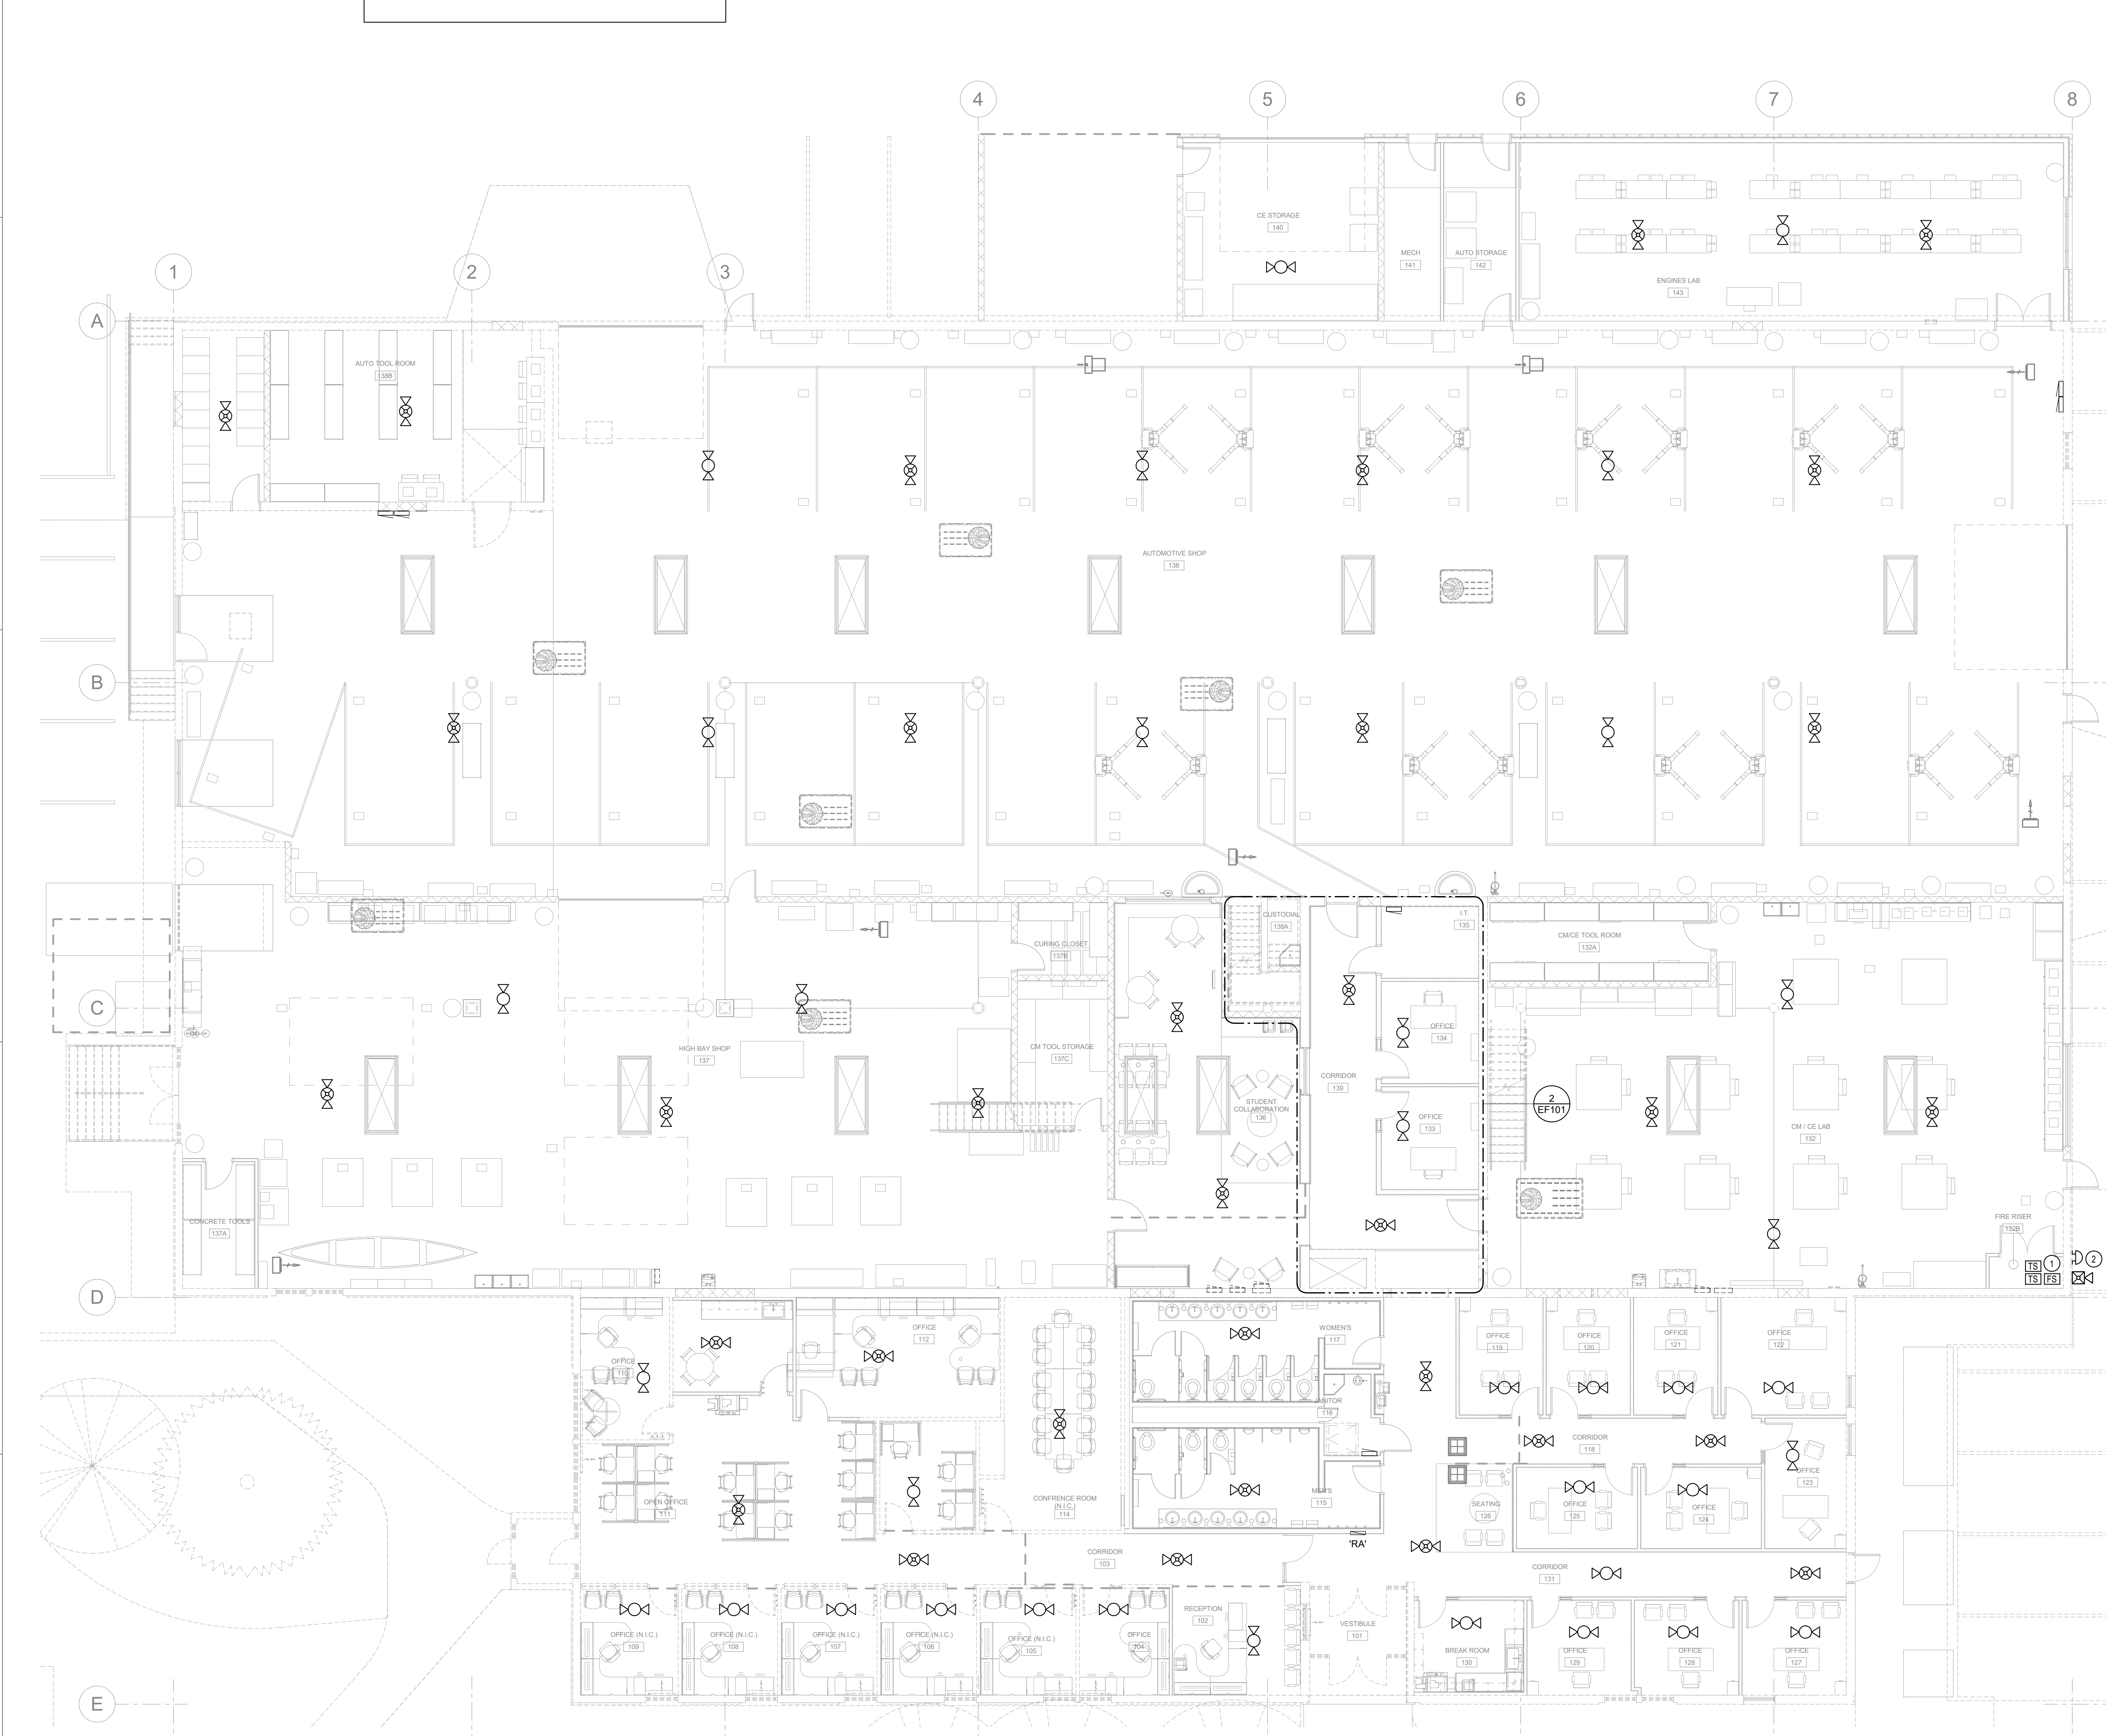 4
5
6
7
8
CE STORAGE
140
MECH
141
AUTO STORAGE
142
ENGINES LAB
143
1
2
3
A
AUTO TOOL ROOM
138B
AUTOMOTIVE SHOP
138
B
CUSTODIAL
138A
I.T.
135
CM/CE TOOL ROOM
132A
CURING CLOSET
137B
C
HIGH BAY SHOP
137
CM TOOL STORAGE
137C
OFFICE
134
CORRIDOR
139
STUDENT
COLLABORATION
136
OFFICE
133
2
EF101
CM / CE LAB
132
CONCRETE TOOLS
137A
FIRE RISER
132B
TS
1
2
TS
FS
D
OFFICE
112
WOMEN'S
117
OFFICE
119
OFFICE
120
OFFICE
121
OFFICE
122
OFFICE
110
JANITOR
116
CORRIDOR
118
OFFICE
123
OPEN OFFICE
111
CONFRENCE ROOM
(N.I.C.)
114
MEN'S
115
SEATING
126
OFFICE
125
OFFICE
124
'RA'
CORRIDOR
103
CORRIDOR
131
RECEPTION
102
VESTIBULE
101
OFFICE (N.I.C.)
109
OFFICE (N.I.C.)
108
OFFICE (N.I.C.)
107
OFFICE (N.I.C.)
106
OFFICE (N.I.C.)
105
OFFICE
104
BREAK ROOM
130
OFFICE
129
OFFICE
128
OFFICE
127
E